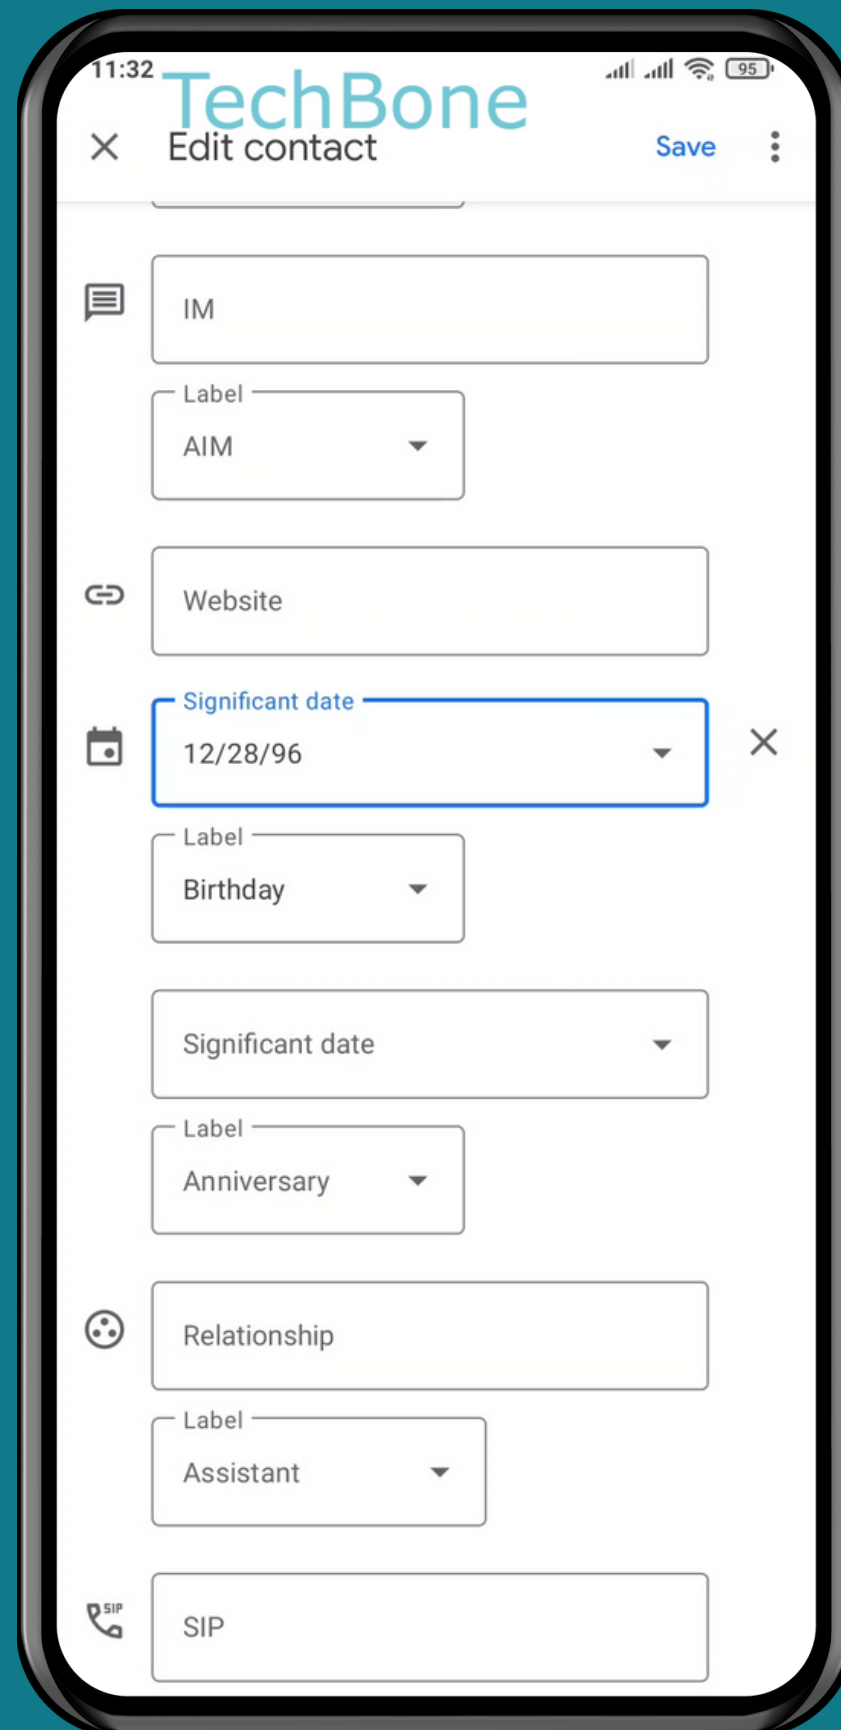 11:32
95
TechBone
Edit contact
Save
IM
Label
AIM
Website
Significant date
12/28/96
Label
Birthday
Significant date
Label
Anniversary
Relationship
Label
Assistant
SIP
SIP